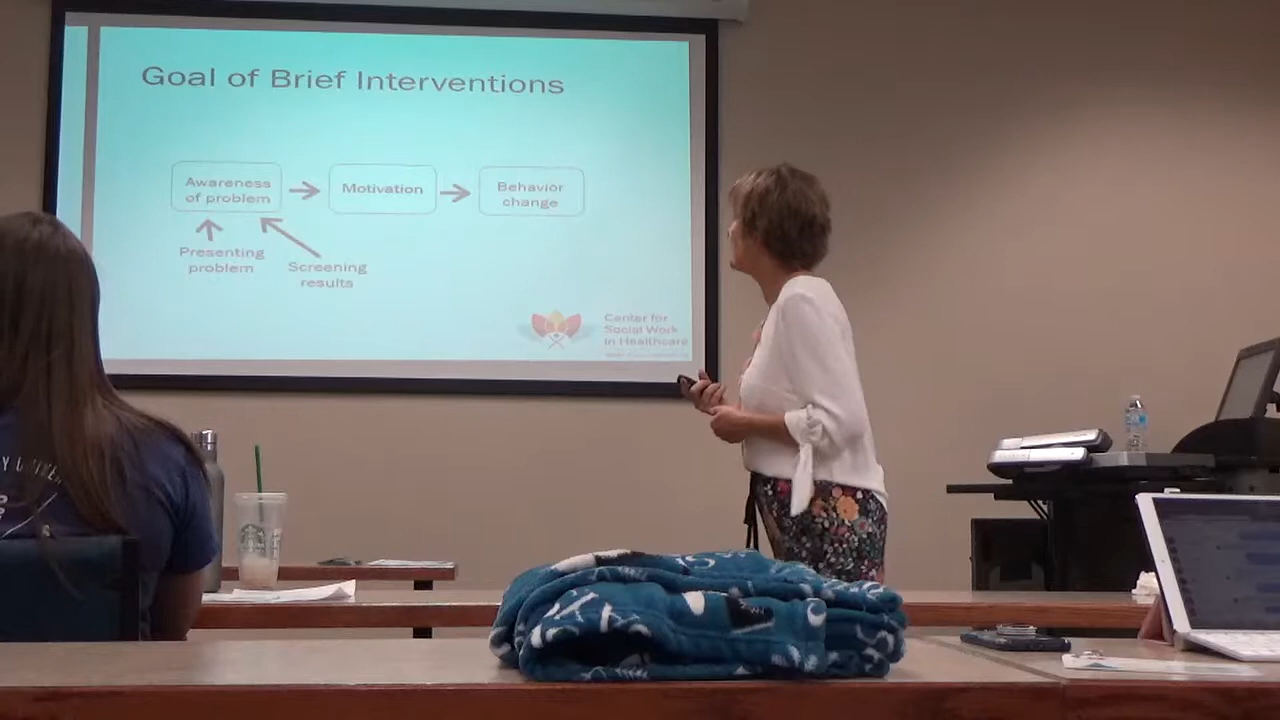 Goal of Brief Interventions
Awareness
of problem
Motivation
Behavior
change
Presenting
problem
Screening
results
Center for
Social Work
in Healthcare